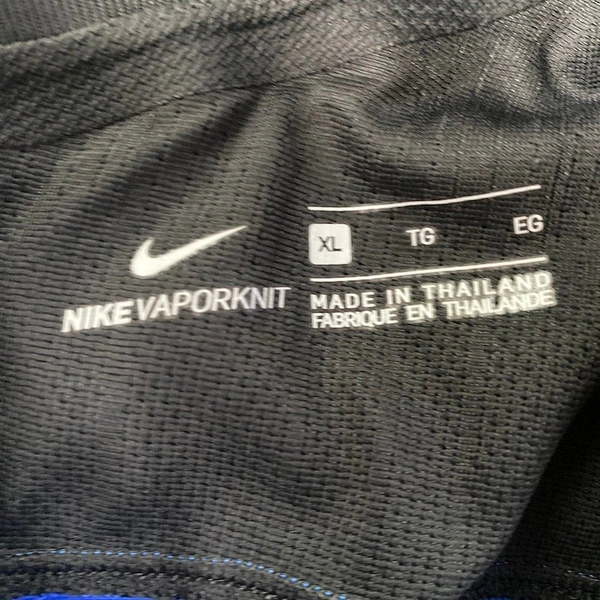 NIKEVAPORKNIT
XL TG EG
MADE IN THAILAND
FABRIQUE EN THAILANDE